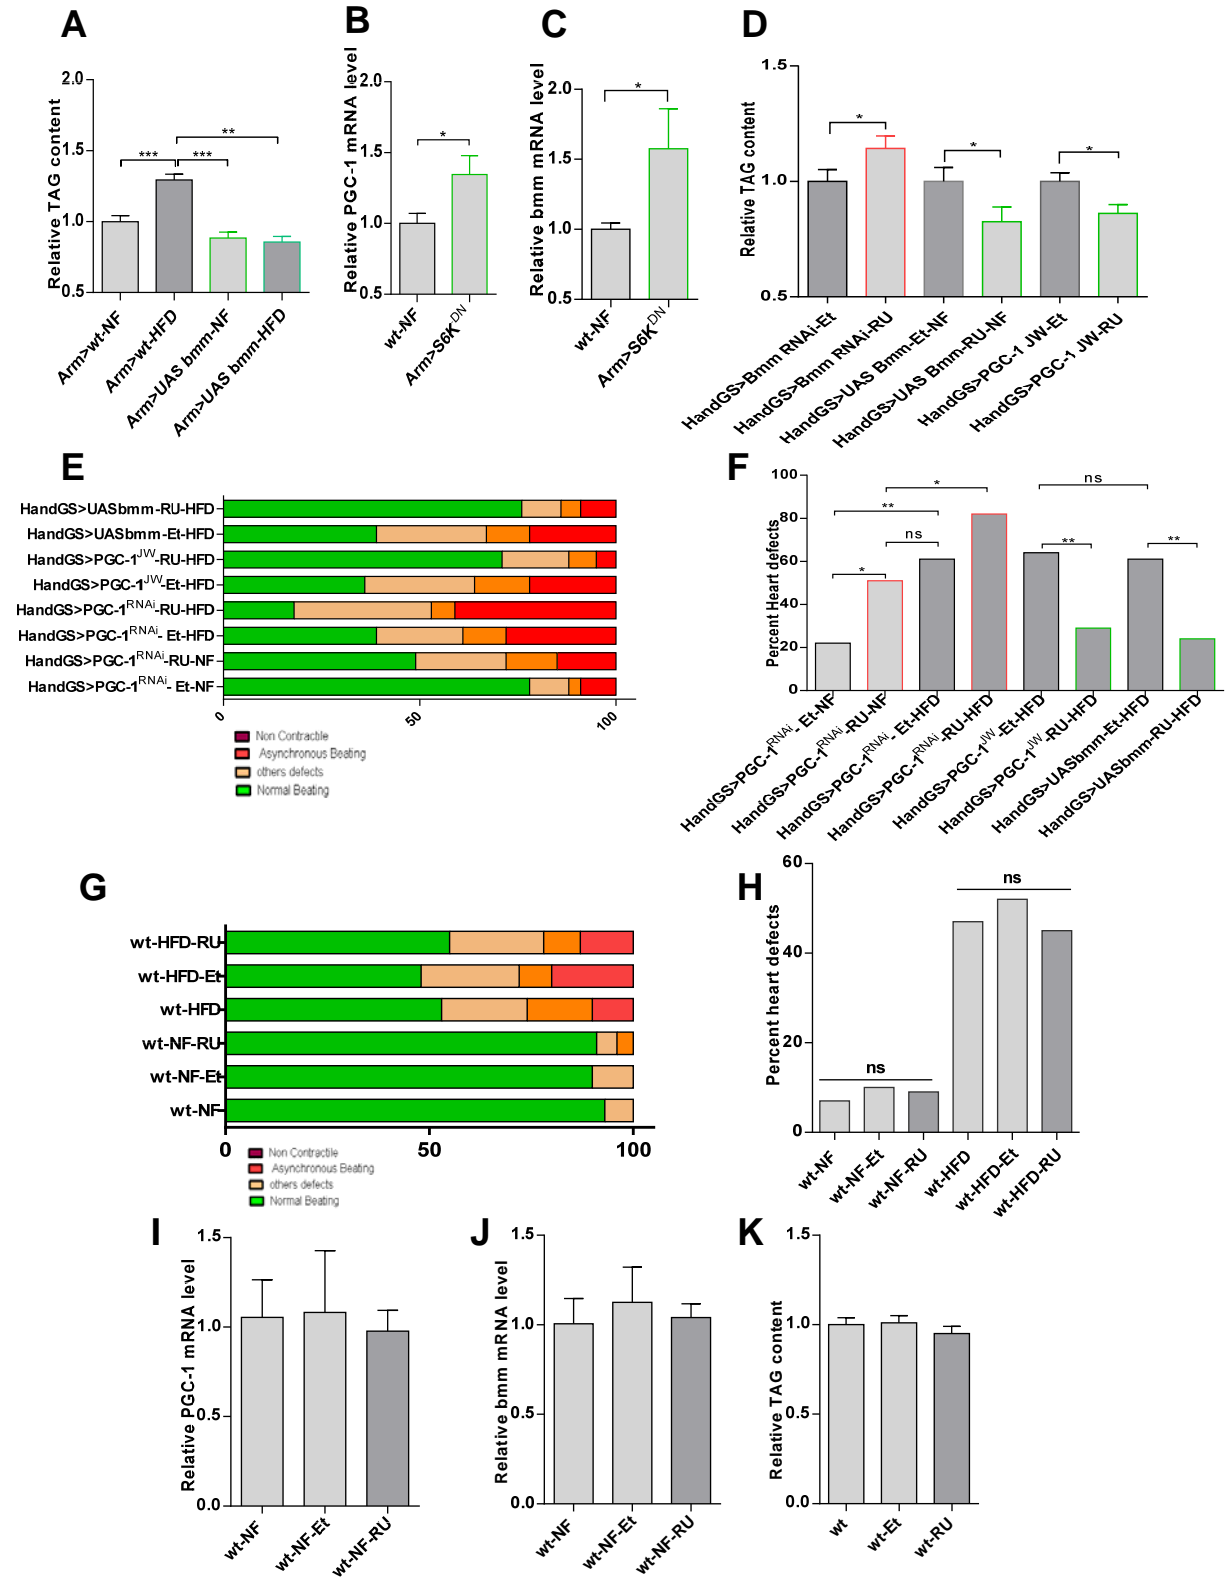 A
Relative TAG content
2.0
1.5
1.0
0.5
***
***
**
Arm>wt-NF
Arm>wt-HFD
Arm>UAS bmm-NF
Arm>UAS bmm-HFD
B
Relative PGC-1 mRNA level
2.0
1.5
1.0
0.5
*
wt-NF
Arm>S6K^DN
C
Relative bmm mRNA level
2.0
1.5
1.0
0.5
*
wt-NF
Arm>S6K^DN
D
Relative TAG content
1.5
1.0
0.5
*
*
*
HandGS>Bmm RNAi-Et
HandGS>Bmm RNAi-RU
HandGS>UAS Bmm-Et-NF
HandGS>UAS Bmm-RU-NF
HandGS>PGC-1 JW-Et
HandGS>PGC-1 JW-RU
E
HandGS>UASbmm-RU-HFD
HandGS>UASbmm-Et-HFD
HandGS>PGC-1^JW-RU-HFD
HandGS>PGC-1^JW-Et-HFD
HandGS>PGC-1^RNAi-RU-HFD
HandGS>PGC-1^RNAi- Et-HFD
HandGS>PGC-1^RNAi-RU-NF
HandGS>PGC-1^RNAi- Et-NF
0
50
100
Non Contractile
Asynchronous Beating
others defects
Normal Beating
F
Percent Heart defects
100
80
60
40
20
0
*
**
ns
*
ns
**
**
HandGS>PGC-1^RNAi- Et-NF
HandGS>PGC-1^RNAi-RU-NF
HandGS>PGC-1^RNAi- Et-HFD
HandGS>PGC-1^RNAi-RU-HFD
HandGS>PGC-1^JW-Et-HFD
HandGS>PGC-1^JW-RU-HFD
HandGS>UASbmm-Et-HFD
HandGS>UASbmm-RU-HFD
G
wt-HFD-RU
wt-HFD-Et
wt-HFD
wt-NF-RU
wt-NF-Et
wt-NF
0
50
100
Non Contractile
Asynchronous Beating
others defects
Normal Beating
H
Percent heart defects
60
40
20
0
ns
ns
wt-NF
wt-NF-Et
wt-NF-RU
wt-HFD
wt-HFD-Et
wt-HFD-RU
I
Relative PGC-1 mRNA level
1.5
1.0
0.5
0.0
wt-NF
wt-NF-Et
wt-NF-RU
J
Relative bmm mRNA level
1.5
1.0
0.5
0.0
wt-NF
wt-NF-Et
wt-NF-RU
K
Relative TAG content
1.5
1.0
0.5
0.0
wt
wt-Et
wt-RU